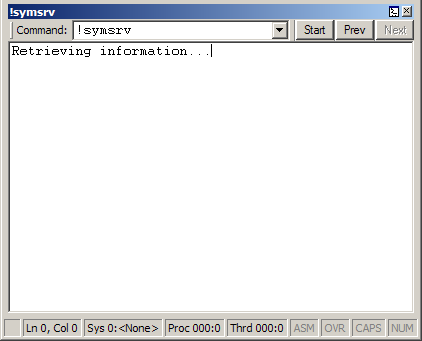 !symsrv
Command: !symsrv Start Prev Next
Retrieving information...
Ln 0, Col 0 Sys 0:<None> Proc 000:0 Thrd 000:0 ASM OVR CAPS NUM